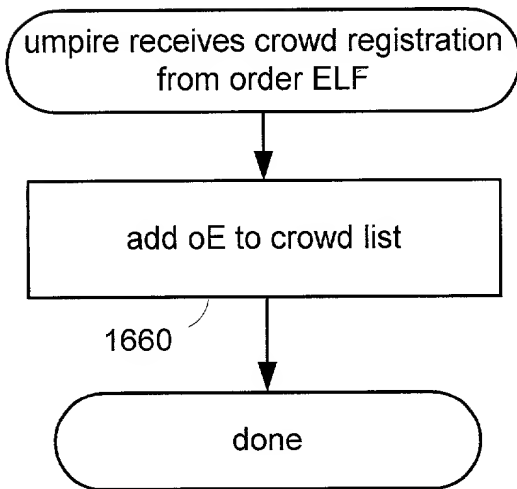 umpire receives crowd registration
from order ELF
add oE to crowd list
1660
done